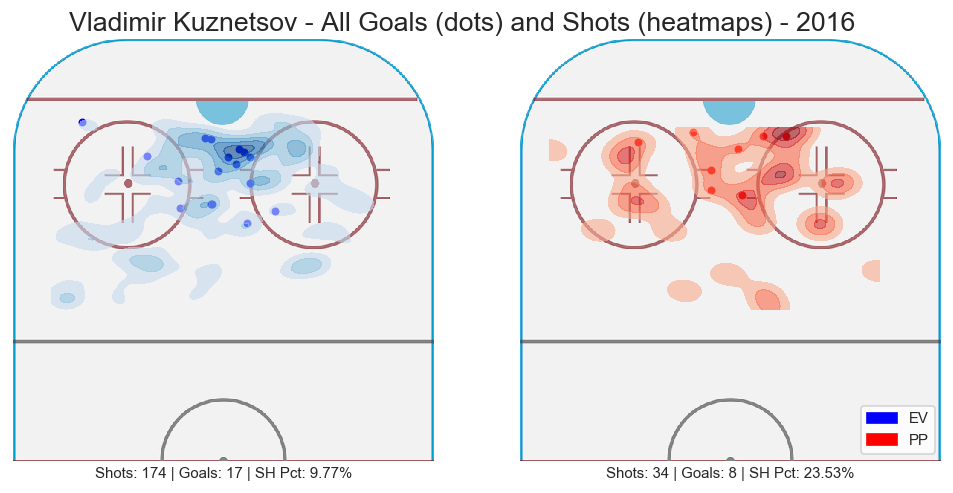 Vladimir Kuznetsov - All Goals (dots) and Shots (heatmaps) - 2016
EV
PP
Shots: 174 | Goals: 17 | SH Pct: 9.77%
Shots: 34 | Goals: 8 | SH Pct: 23.53%